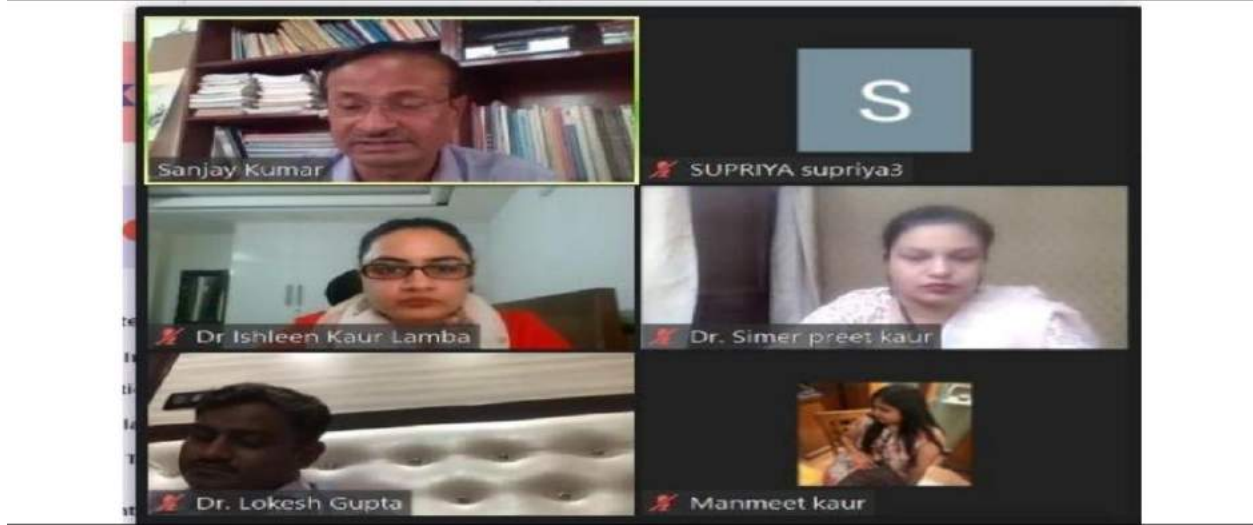 Sanjay Kumar
S
SUPRIYA supriya3
Dr Ishleen Kaur Lamba
Dr. Simer preet kaur
Dr. Lokesh Gupta
Manmeet kaur